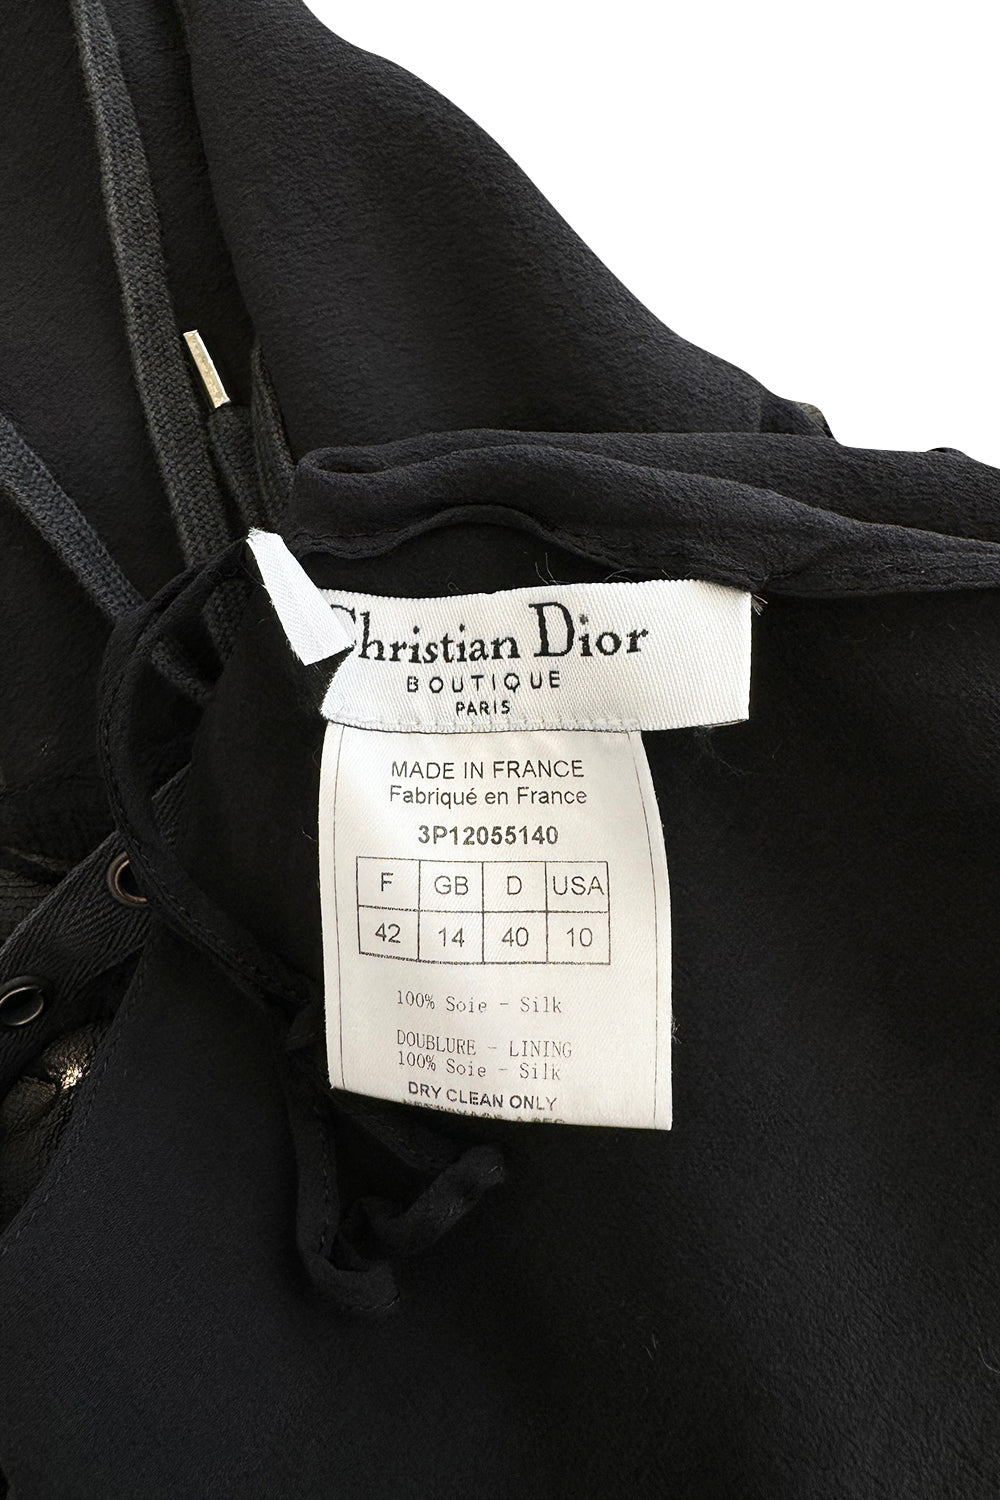 Christian Dior
BOUTIQUE
PARIS
MADE IN FRANCE
Fabriqué en France
3P12055140
F GB D USA
42 14 40 10
100% Soie - Silk
DOUBLURE - LINING
100% Soie - Silk
DRY CLEAN ONLY